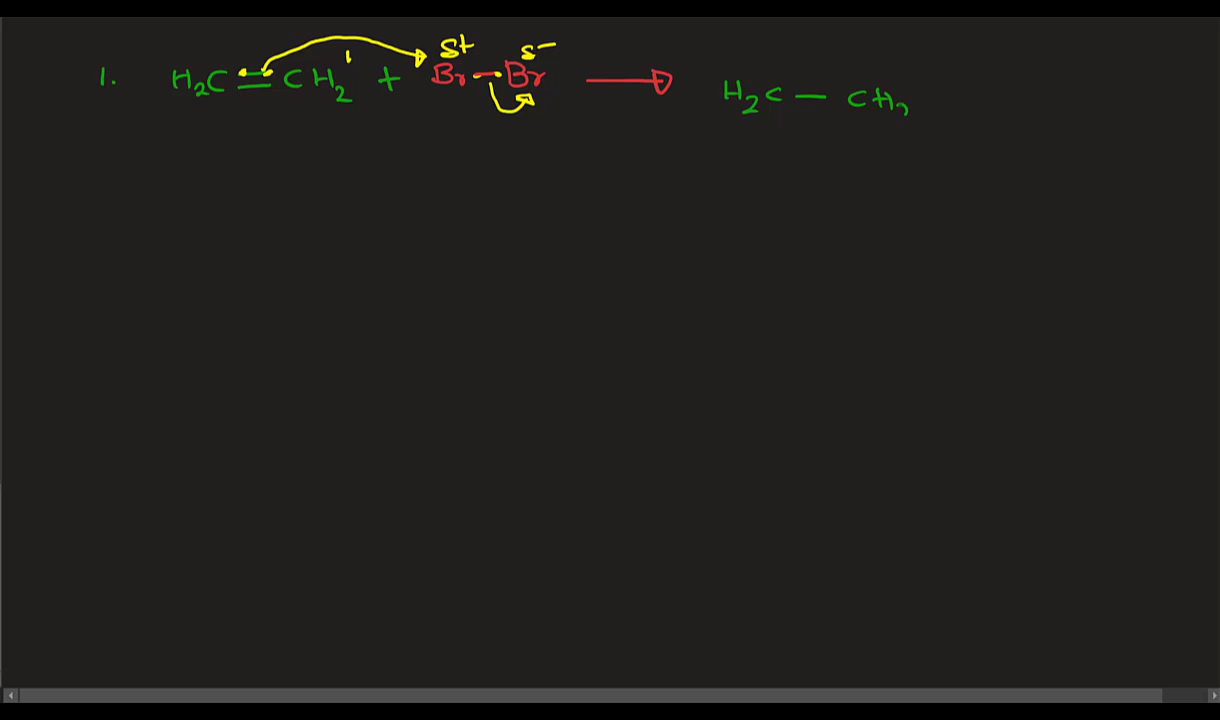 δ+ δ-
1. H₂C = CH₂ + Br - Br → H₂C - CH₂